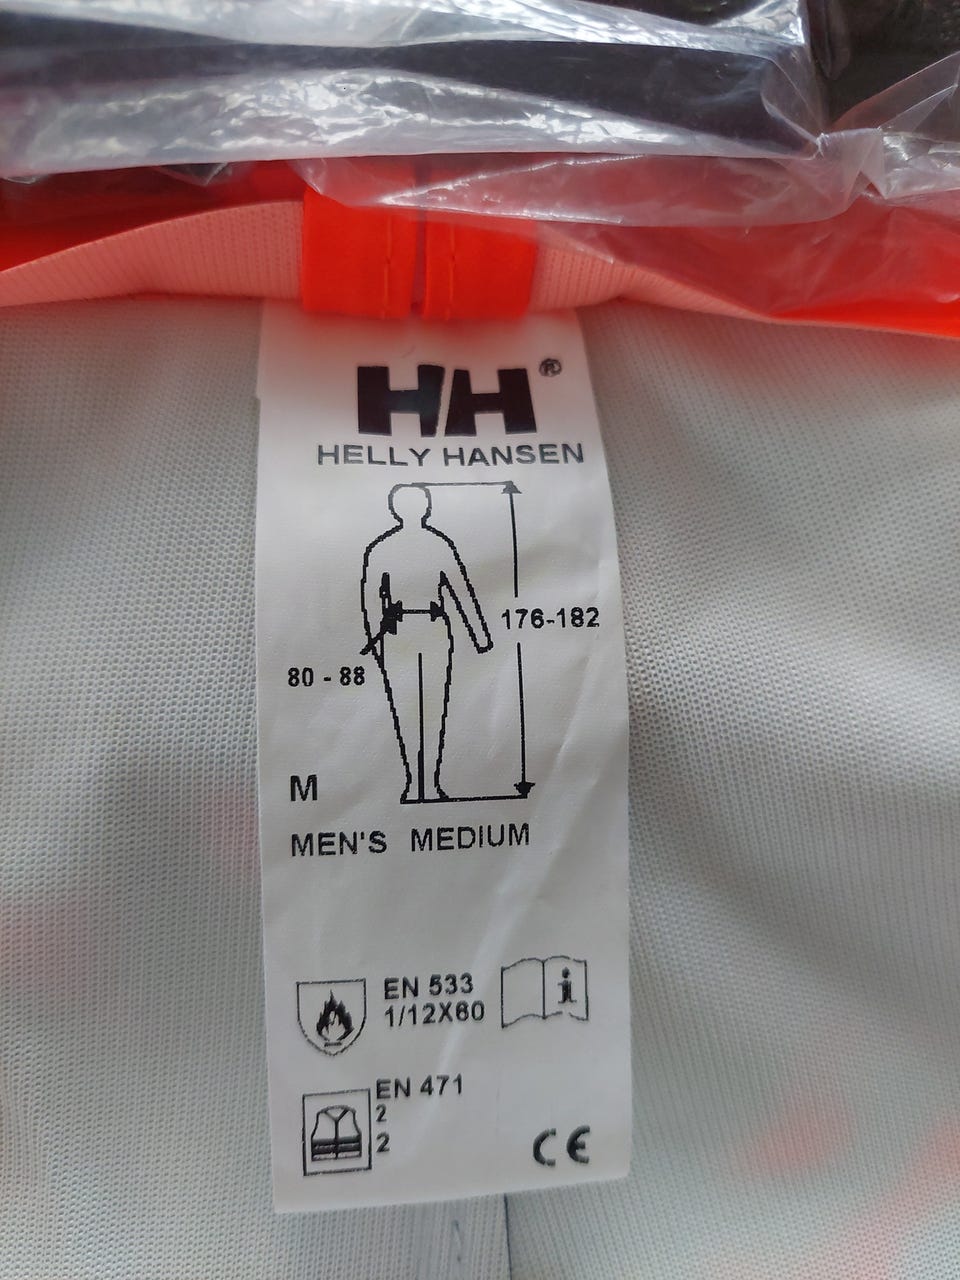 HH®
HELLY HANSEN
176-182
80 - 88
M
MEN'S MEDIUM
EN 533
1/12X60
i
EN 471
2
2
CE